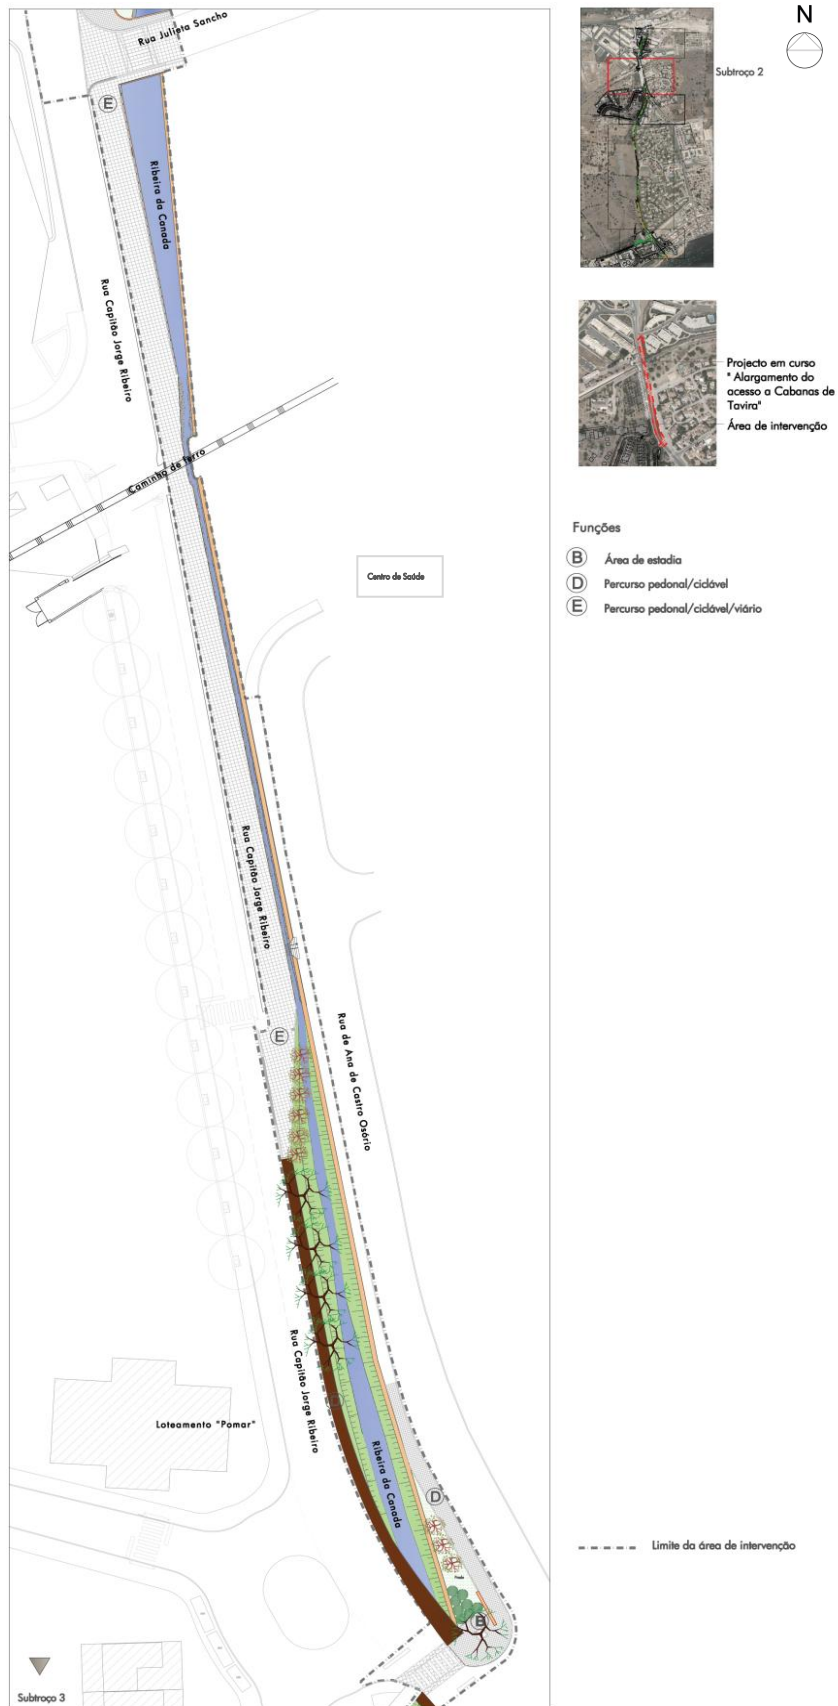 Rua Julieta Sancho
E
Ribeira da Canada
Rua Capitão Jorge Ribeiro
Caminho de ferro
Centro de Saúde
Rua Capitão Jorge Ribeiro
E
Rua de Ana de Castro Osório
Rua Capitão Jorge Ribeiro
Loteamento "Pomar"
Ribeira da Canada
D
B
Subtroço 3
N
Subtroço 2
Projecto em curso
" Alargamento do
acesso a Cabanas de
Tavira"
Área de intervenção
Funções
B Área de estadia
D Percurso pedonal/ciclável
E Percurso pedonal/ciclável/viário
Limite da área de intervenção